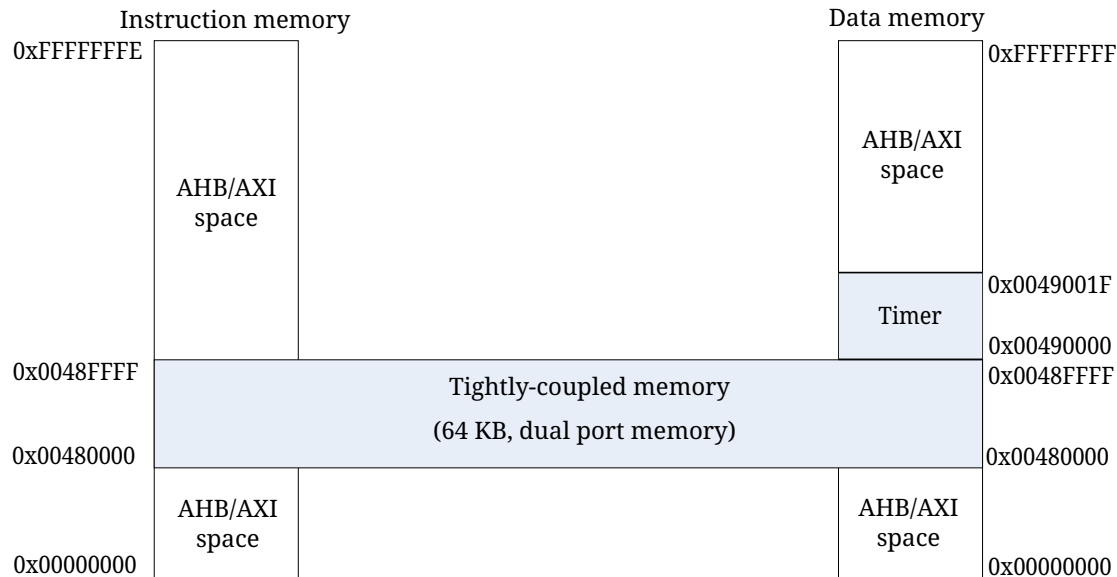 Instruction memory
Data memory
0xFFFFFFFE
0xFFFFFFFF
AHB/AXI
space
AHB/AXI
space
0x0049001F
Timer
0x00490000
0x0048FFFF
0x0048FFFF
Tightly-coupled memory
(64 KB, dual port memory)
0x00480000
0x00480000
AHB/AXI
space
AHB/AXI
space
0x00000000
0x00000000